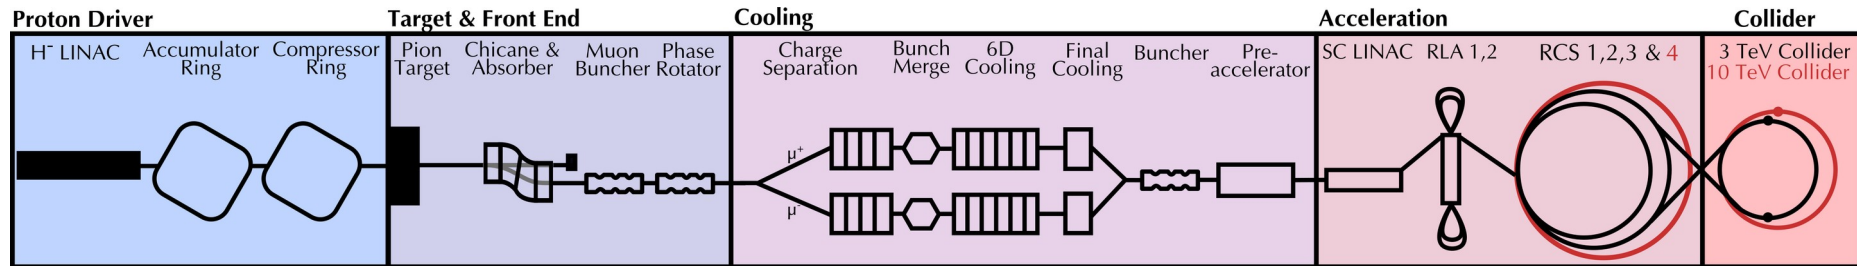 Proton Driver
H⁻ LINAC
Accumulator
Ring
Compressor
Ring
Target & Front End
Pion
Target
Chicane &
Absorber
Muon
Buncher
Phase
Rotator
Cooling
Charge
Separation
Bunch
Merge
6D
Cooling
Final
Cooling
Buncher
Pre-
accelerator
μ⁺
μ⁻
Acceleration
SC LINAC
RLA 1,2
RCS 1,2,3 & 4
Collider
3 TeV Collider
10 TeV Collider